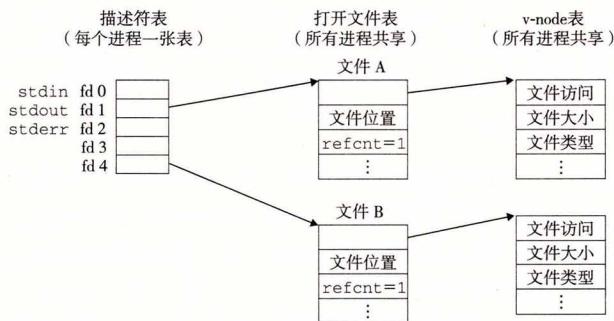 描述符表
（每个进程一张表）
打开文件表
（所有进程共享）
v-node表
（所有进程共享）
stdin fd 0
stdout fd 1
stderr fd 2
fd 3
fd 4
文件 A
文件位置
refcnt=1
⋮
文件访问
文件大小
文件类型
⋮
文件 B
文件位置
refcnt=1
⋮
文件访问
文件大小
文件类型
⋮